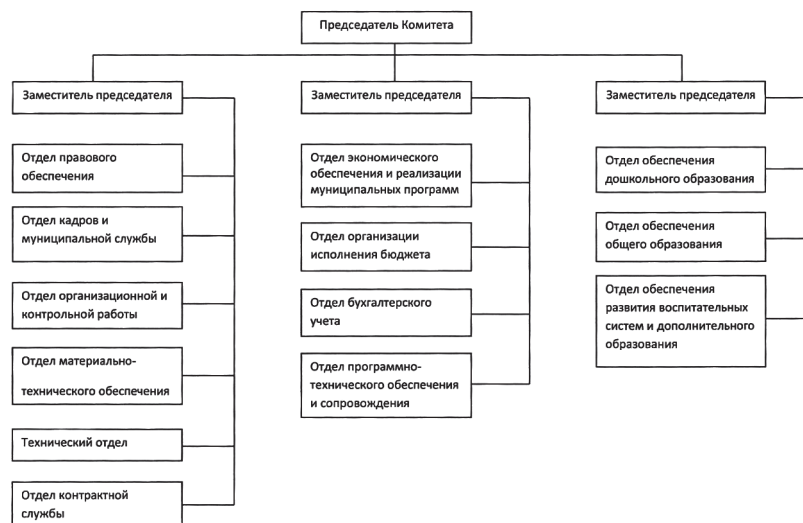 Председатель Комитета
Заместитель председателя
Отдел правового
обеспечения
Отдел кадров и
муниципальной службы
Отдел организационной и
контрольной работы
Отдел материально-
технического обеспечения
Технический отдел
Отдел контрактной
службы
Заместитель председателя
Отдел экономического
обеспечения и реализации
муниципальных программ
Отдел организации
исполнения бюджета
Отдел бухгалтерского
учета
Отдел программно-
технического обеспечения
и сопровождения
Заместитель председателя
Отдел обеспечения
дошкольного образования
Отдел обеспечения
общего образования
Отдел обеспечения
развития воспитательных
систем и дополнительного
образования